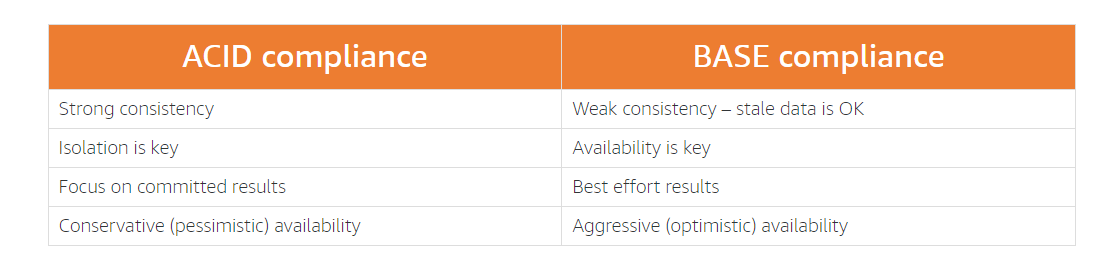 ACID compliance
BASE compliance
Strong consistency
Weak consistency – stale data is OK
Isolation is key
Availability is key
Focus on committed results
Best effort results
Conservative (pessimistic) availability
Aggressive (optimistic) availability